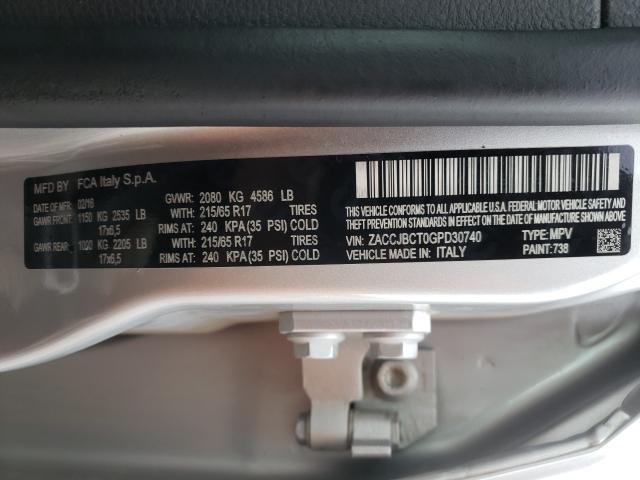 MFD BY FCA Italy S.p.A.
DATE OF MFR: 02/16 GVWR: 2080 KG 4586 LB
GAWR FRONT: 1150 KG 2535 LB WITH: 215/65 R17 TIRES
17x6,5 RIMS AT: 240 KPA(35 PSI) COLD
GAWR REAR: 1000 KG 2205 LB WITH: 215/65 R17 TIRES
17x6,5 RIMS AT: 240 KPA(35 PSI) COLD
THIS VEHICLE CONFORMS TO ALL APPLICABLE U.S.A. FEDERAL MOTOR VEHICLE SAFETY AND
THEFT PREVENTION STANDARDS IN EFFECT ON THE DATE OF MANUFACTURE SHOWN ABOVE.
VIN: ZACCJBCT0GPD30740 TYPE: MPV
VEHICLE MADE IN: ITALY PAINT: 738